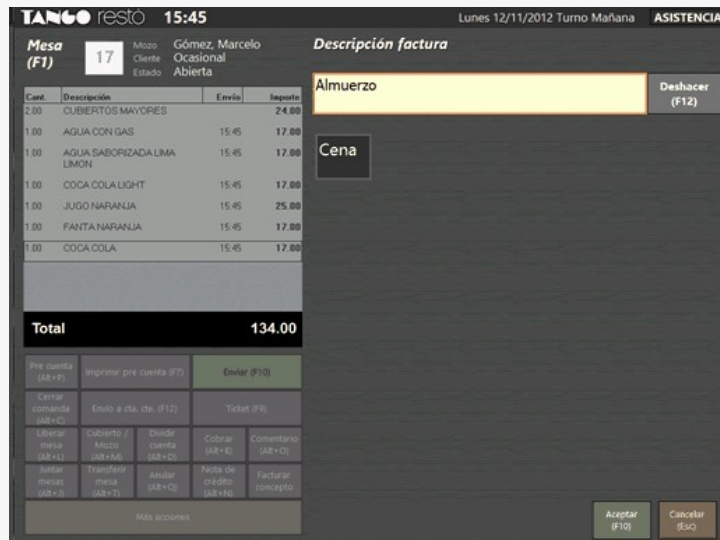 TANGO restó 15:45
Lunes 12/11/2012 Turno Mañana ASISTENCIA
Mesa (F1)
17
Mozo Gómez, Marcelo
Cliente Ocasional
Estado Abierta
Cant. Descripción Envío Importe
2.00 CUBIERTOS MAYORES 24.00
1.00 AGUA CON GAS 15:45 17.00
1.00 AGUA SABORIZADA LIMA LIMON 15:45 17.00
1.00 COCA COLA LIGHT 15:45 17.00
1.00 JUGO NARANJA 15:45 25.00
1.00 FANTA NARANJA 15:45 17.00
1.00 COCA COLA 15:45 17.00
Total 134.00
Pre cuenta (Alt+P)
Imprimir pre cuenta (F7)
Enviar (F10)
Cerrar comanda (Alt+C)
Envío a cta. cte. (F12)
Ticket (F9)
Liberar mesa (Alt+L)
Cubierto / Mozo (Alt+M)
Dividir cuenta (Alt+D)
Cobrar (Alt+E)
Comentario (Alt+O)
Juntar mesas (Alt+J)
Transferir mesa (Alt+T)
Anular (Alt+Q)
Nota de crédito (Alt+N)
Facturar concepto
Más acciones
Descripción factura
Almuerzo
Deshacer (F12)
Cena
Aceptar (F10)
Cancelar (Esc)